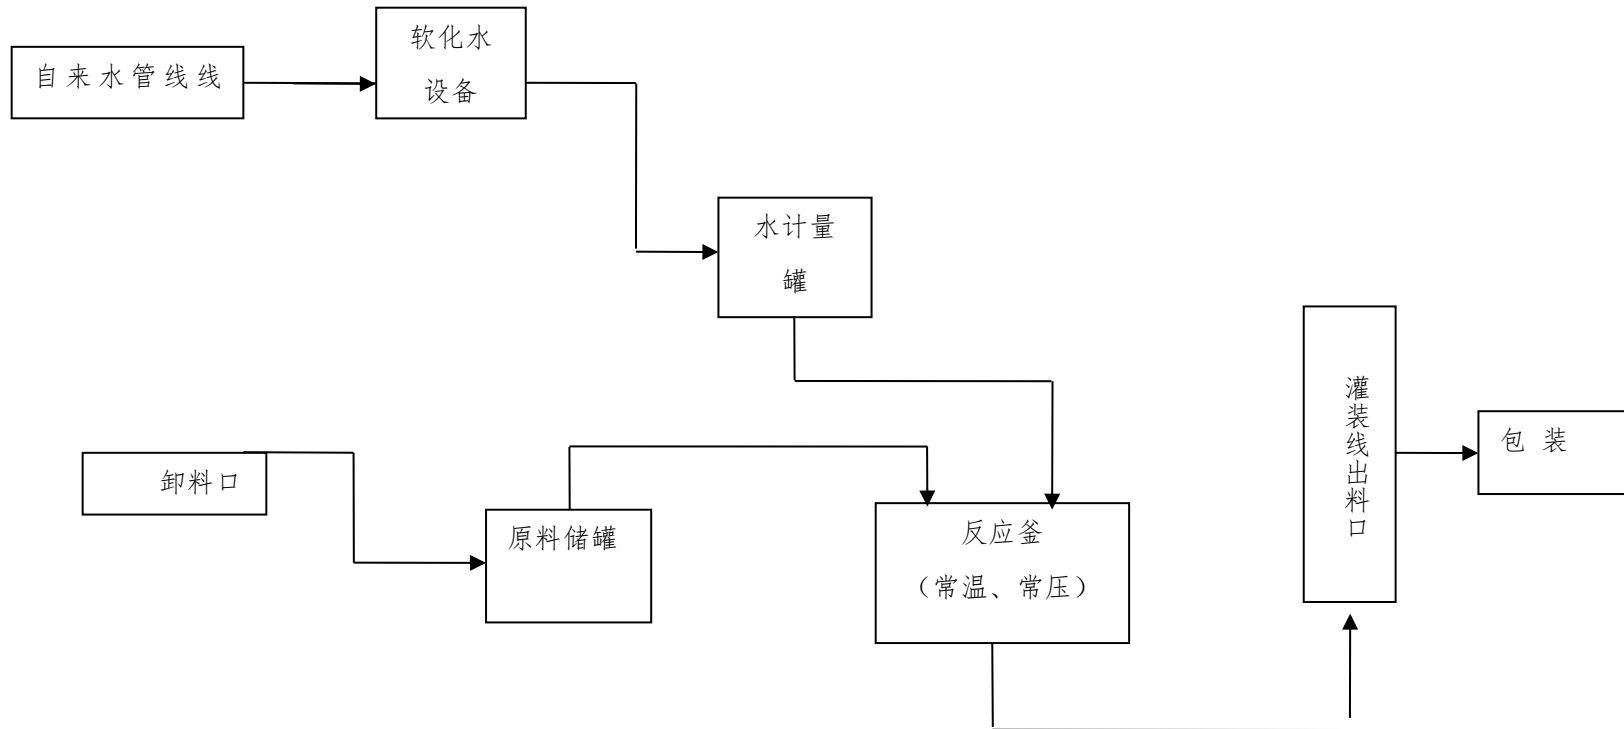 自来水管线线
软化水
设备
水计量
罐
卸料口
原料储罐
反应釜
（常温、常压）
灌装线出料口
包 装